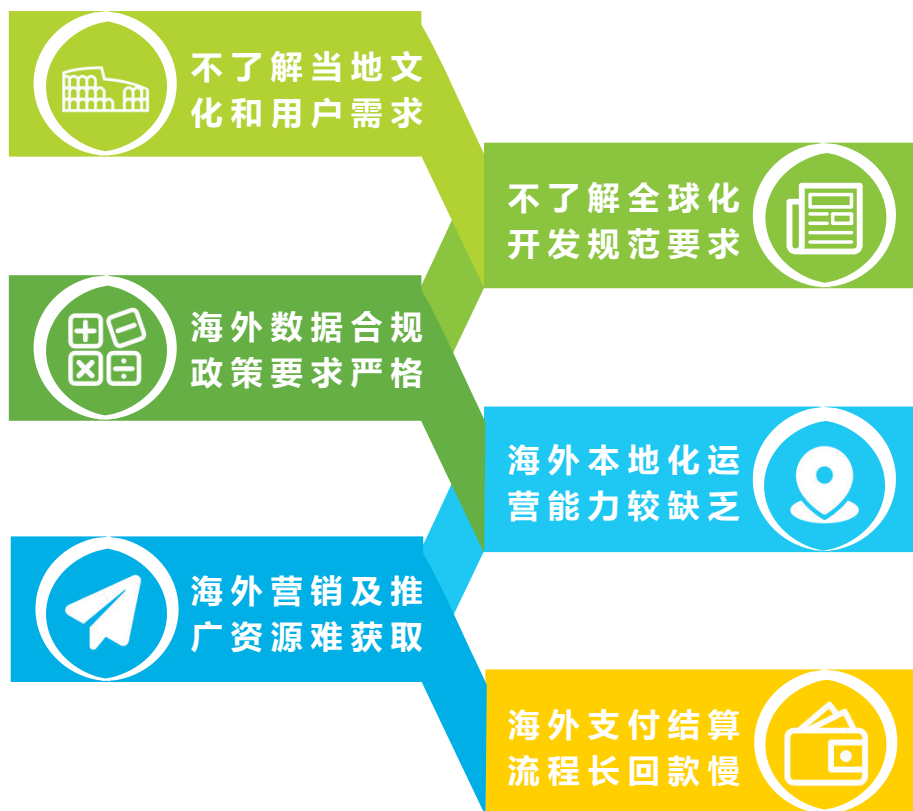 不了解当地文
化和用户需求
不了解全球化
开发规范要求
海外数据合规
政策要求严格
海外本地化运
营能力较缺乏
海外营销及推
广资源难获取
海外支付结算
流程长回款慢